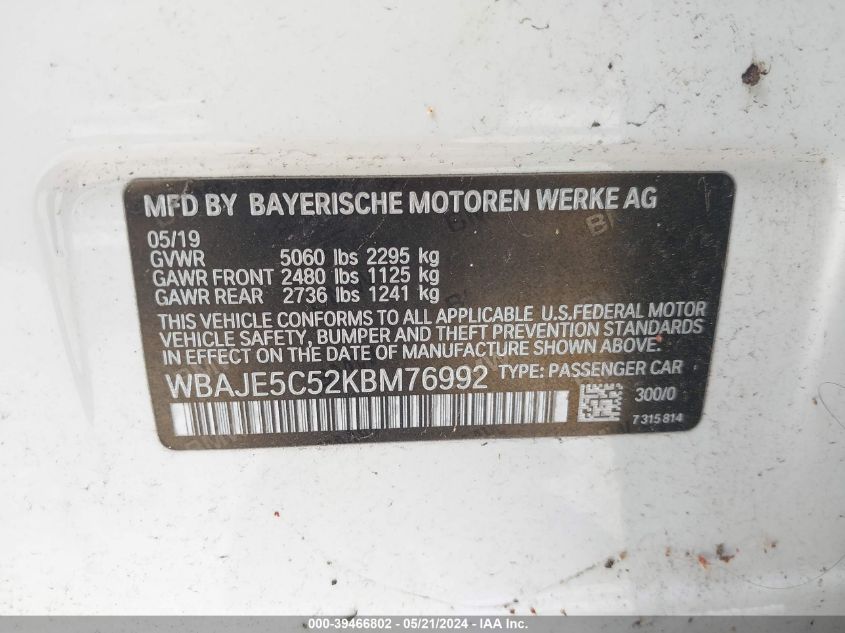 MFD BY BAYERISCHE MOTOREN WERKE AG
05/19
GVWR 5060 lbs 2295 kg
GAWR FRONT 2480 lbs 1125 kg
GAWR REAR 2736 lbs 1241 kg
THIS VEHICLE CONFORMS TO ALL APPLICABLE U.S.FEDERAL MOTOR
VEHICLE SAFETY, BUMPER AND THEFT PREVENTION STANDARDS
IN EFFECT ON THE DATE OF MANUFACTURE SHOWN ABOVE.
WBAJE5C52KBM76992 TYPE: PASSENGER CAR
300/0
7 315 814
000-39466802 - 05/21/2024 - IAAI.COM